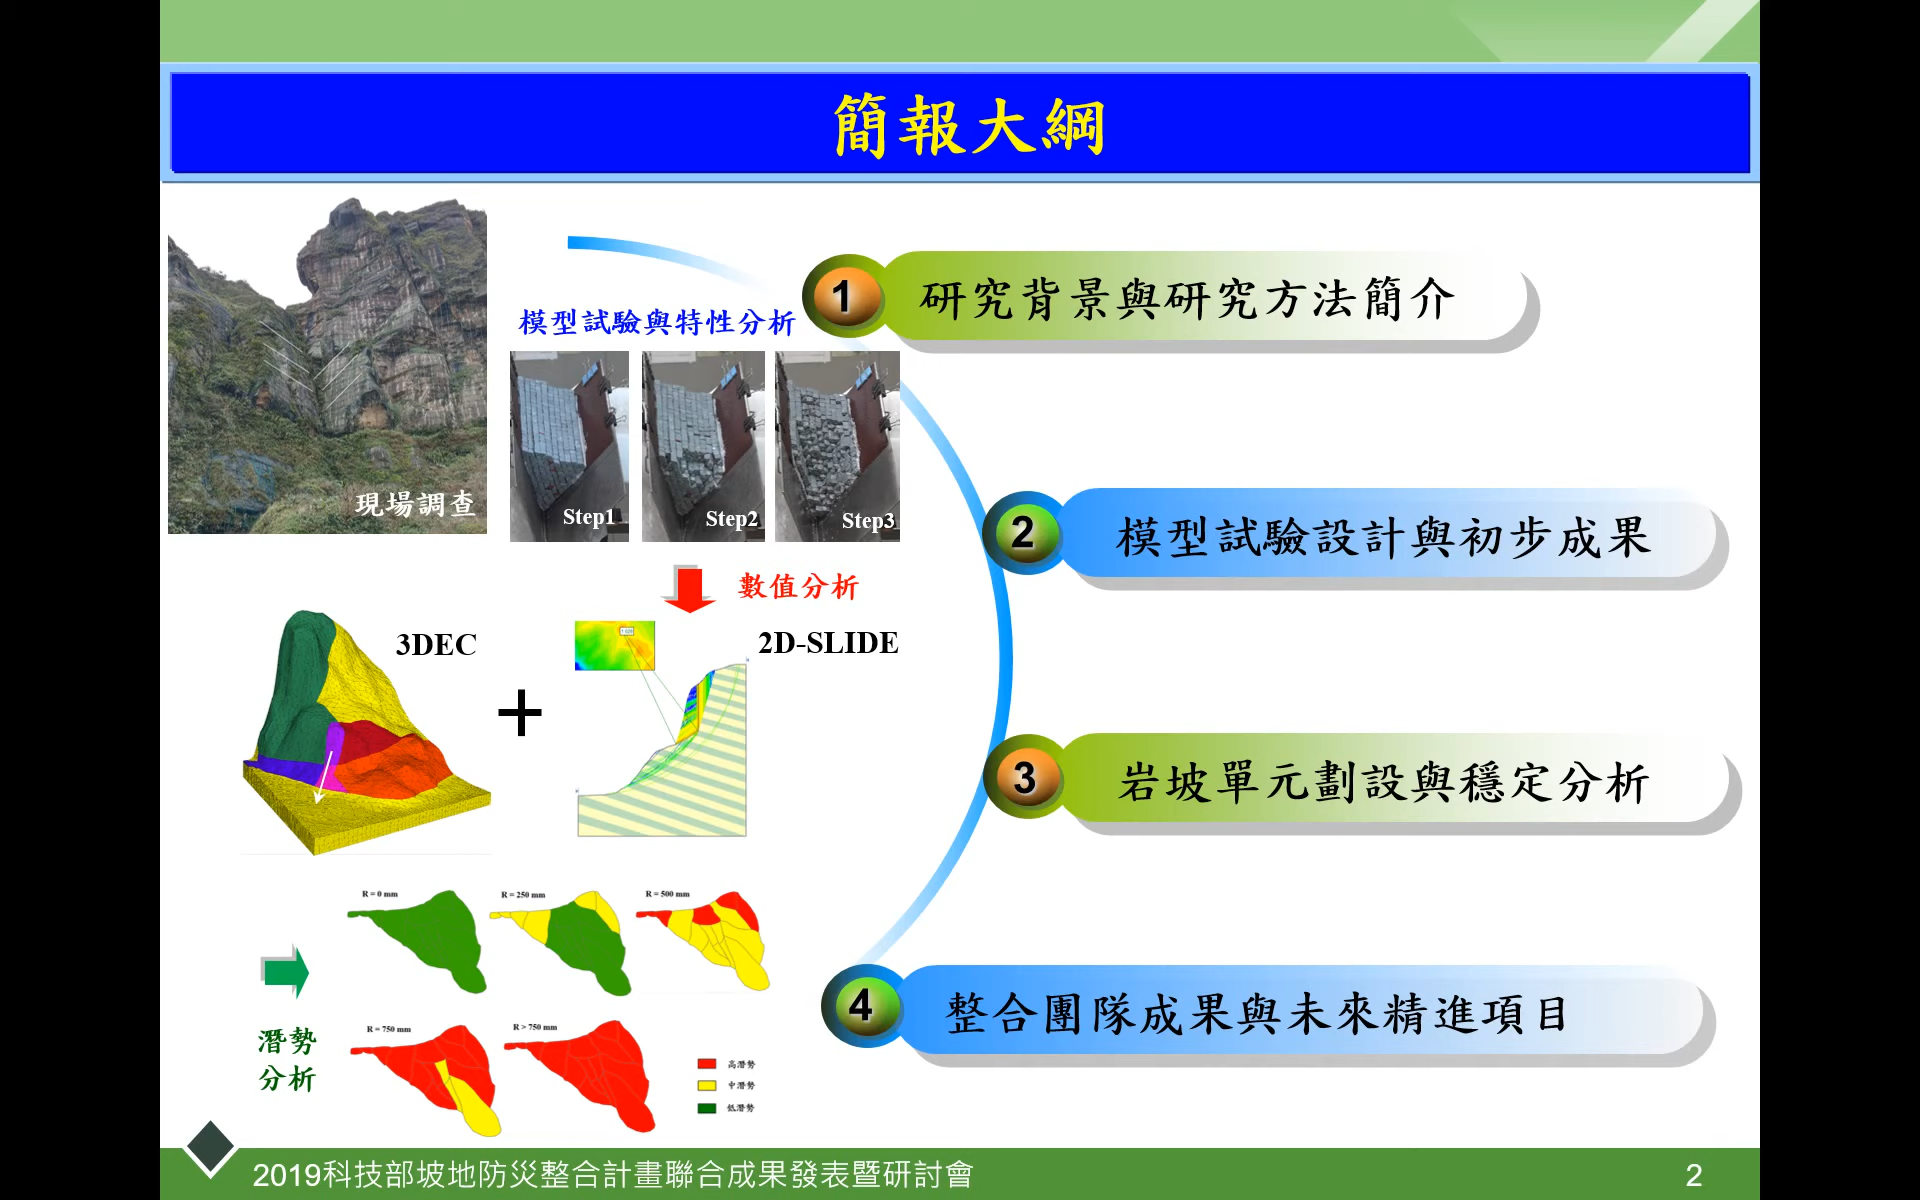 簡報大綱
現場調查
模型試驗與特性分析
Step1
Step2
Step3
數值分析
3DEC
2D-SLIDE
潛勢
分析
R = 0 mm
R = 250 mm
R = 500 mm
R = 750 mm
R > 750 mm
高潛勢
中潛勢
低潛勢
1
研究背景與研究方法簡介
2
模型試驗設計與初步成果
3
岩坡單元劃設與穩定分析
4
整合團隊成果與未來精進項目
2019科技部坡地防災整合計畫聯合成果發表暨研討會
2